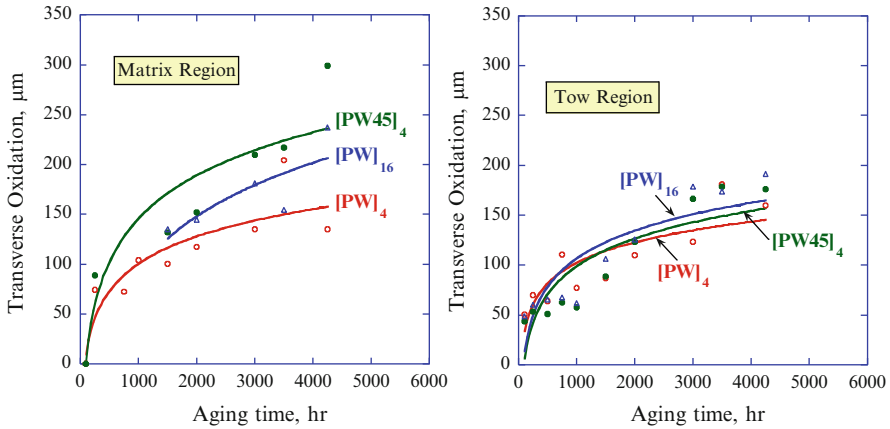 350
300
250
200
150
100
50
0
Transverse Oxidation, μm
Matrix Region
[PW45]4
[PW]16
[PW]4
0 1000 2000 3000 4000 5000 6000
Aging time, hr
350
300
250
200
150
100
50
0
Transverse Oxidation, μm
Tow Region
[PW]16
[PW45]4
[PW]4
0 1000 2000 3000 4000 5000 6000
Aging time, hr